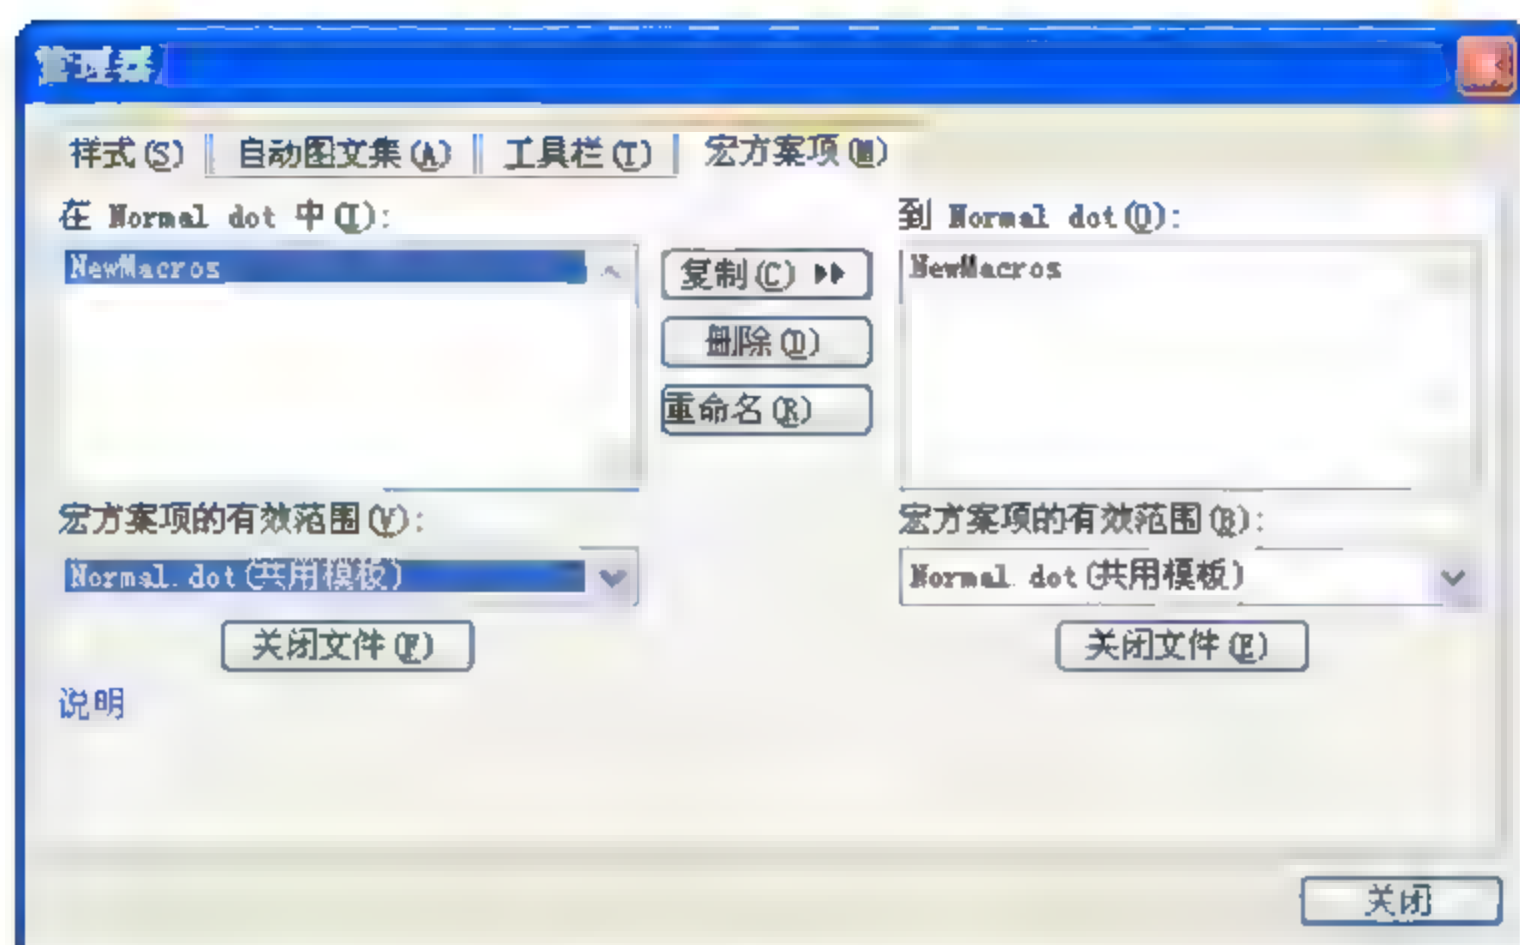 管理器
样式(S) 自动图文集(A) 工具栏(T) 宏方案项(M)
在 Normal dot 中(I):
到 Normal dot(O):
NewMacros
复制(C)
NewMacros
删除(D)
重命名(R)
宏方案项的有效范围(V):
宏方案项的有效范围(B):
Normal.dot(共用模板)
Normal dot(共用模板)
关闭文件(F)
关闭文件(E)
说明
关闭